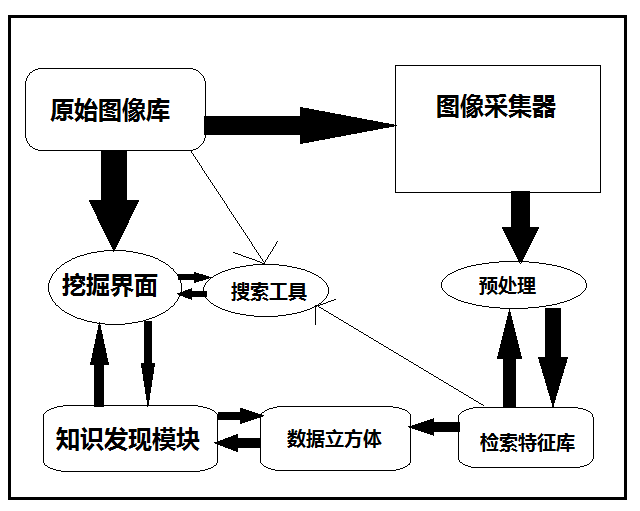 原始图像库
图像采集器
挖掘界面
搜索工具
预处理
知识发现模块
数据立方体
检索特征库